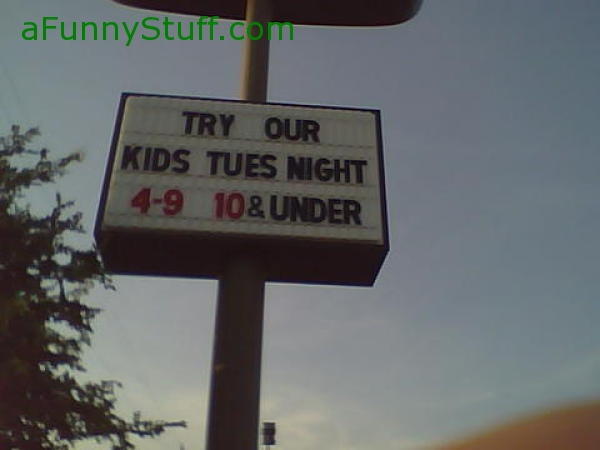 aFunnyStuff.com
TRY OUR
KIDS TUES NIGHT
4-9 10 & UNDER